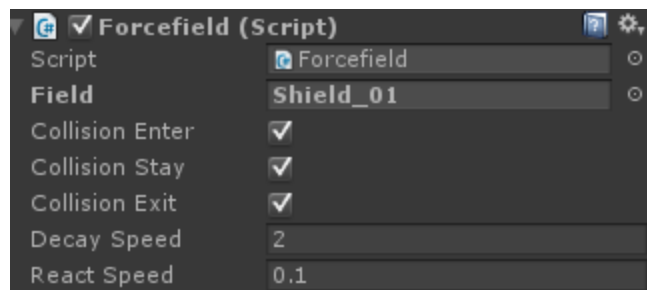 Forcefield (Script)
Script Forcefield
Field Shield_01
Collision Enter
Collision Stay
Collision Exit
Decay Speed 2
React Speed 0.1